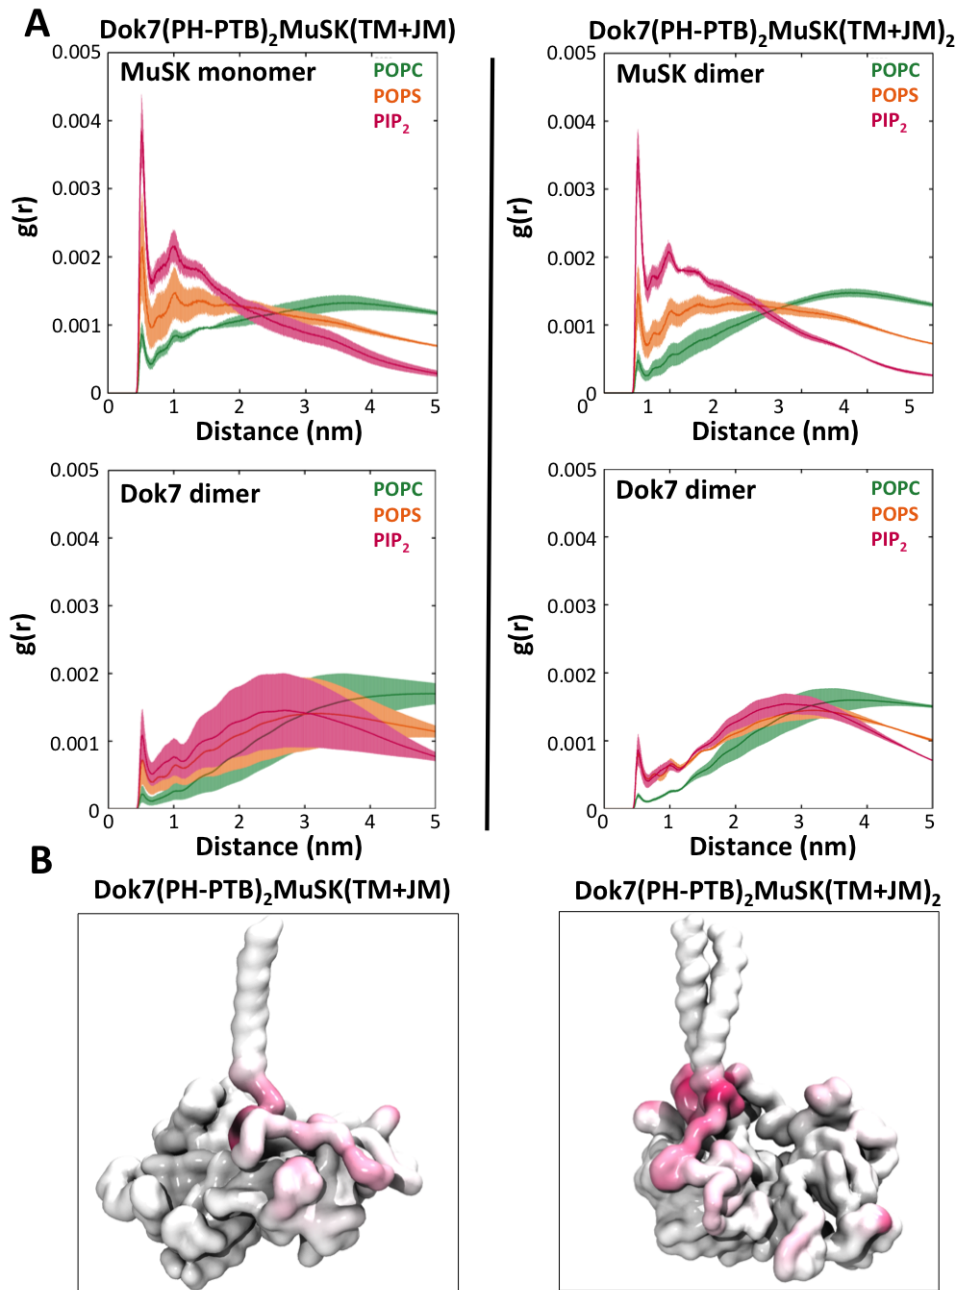 A
Dok7(PH-PTB)₂MuSK(TM+JM)
Dok7(PH-PTB)₂MuSK(TM+JM)₂
0.005
0.004
0.003
0.002
0.001
0
g(r)
MuSK monomer
POPC
POPS
PIP₂
0 1 2 3 4 5
Distance (nm)
0.005
0.004
0.003
0.002
0.001
0
g(r)
MuSK dimer
POPC
POPS
PIP₂
0 1 2 3 4 5
Distance (nm)
0.005
0.004
0.003
0.002
0.001
0
g(r)
Dok7 dimer
POPC
POPS
PIP₂
0 1 2 3 4 5
Distance (nm)
0.005
0.004
0.003
0.002
0.001
0
g(r)
Dok7 dimer
POPC
POPS
PIP₂
0 1 2 3 4 5
Distance (nm)
B
Dok7(PH-PTB)₂MuSK(TM+JM)
Dok7(PH-PTB)₂MuSK(TM+JM)₂